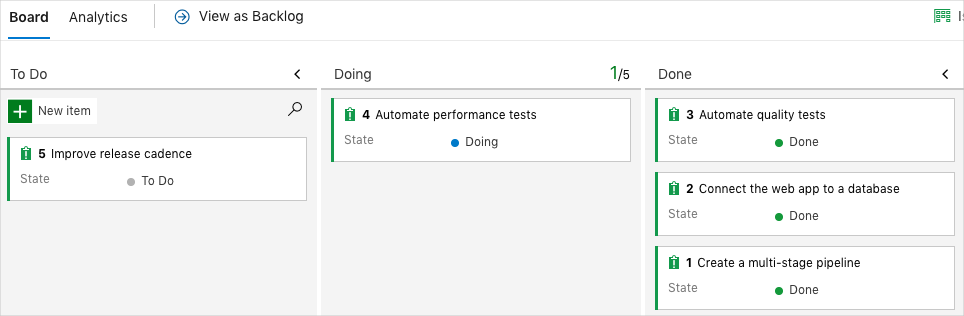 Board Analytics View as Backlog
To Do
New item
5 Improve release cadence
State To Do
Doing 1/5
4 Automate performance tests
State Doing
Done
3 Automate quality tests
State Done
2 Connect the web app to a database
State Done
1 Create a multi-stage pipeline
State Done